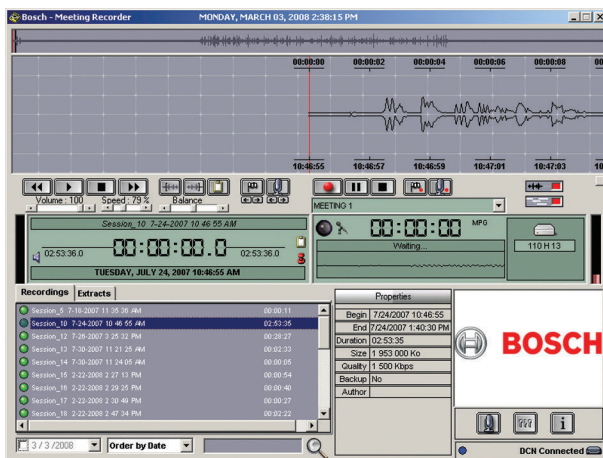 Bosch - Meeting Recorder MONDAY, MARCH 03, 2008 2:38:15 PM
00:00:00 00:00:02 00:00:04 00:00:06 00:00:08 00
10:46:55 10:46:57 10:46:59 10:47:01 10:47:03 10
Volume : 100 Speed : 79 % Balance
MEETING 1
Session_10 7-24-2007 10 46 55 AM
02:53:36.0 00:00:00.0 02:53:36.0
TUESDAY, JULY 24, 2007 10:46:55 AM
00:00:00 MPG
Waiting...
110 H 13
Recordings Extracts
Session_5 7-18-2007 11 35 36 AM 00:00:11
Session_10 7-24-2007 10 46 55 AM 02:53:35
Session_12 7-26-2007 3 25 32 PM 00:29:27
Session_13 7-30-2007 11 21 25 AM 00:02:33
Session_14 7-30-2007 11 24 05 AM 00:00:05
Session_15 2-22-2008 2 27 13 PM 00:00:54
Session_16 2-22-2008 2 29 25 PM 00:00:40
Session_17 2-22-2008 2 30 49 PM 00:00:27
Session_18 2-22-2008 2 47 34 PM 00:02:22
3 / 3 /2008 Order by Date
Properties
Begin 7/24/2007 10:46:55
End 7/24/2007 1:40:30 PM
Duration 02:53:35
Size 1 953 000 Ko
Quality 1 500 Kbps
Backup No
Author
BOSCH
???
i
DCN Connected